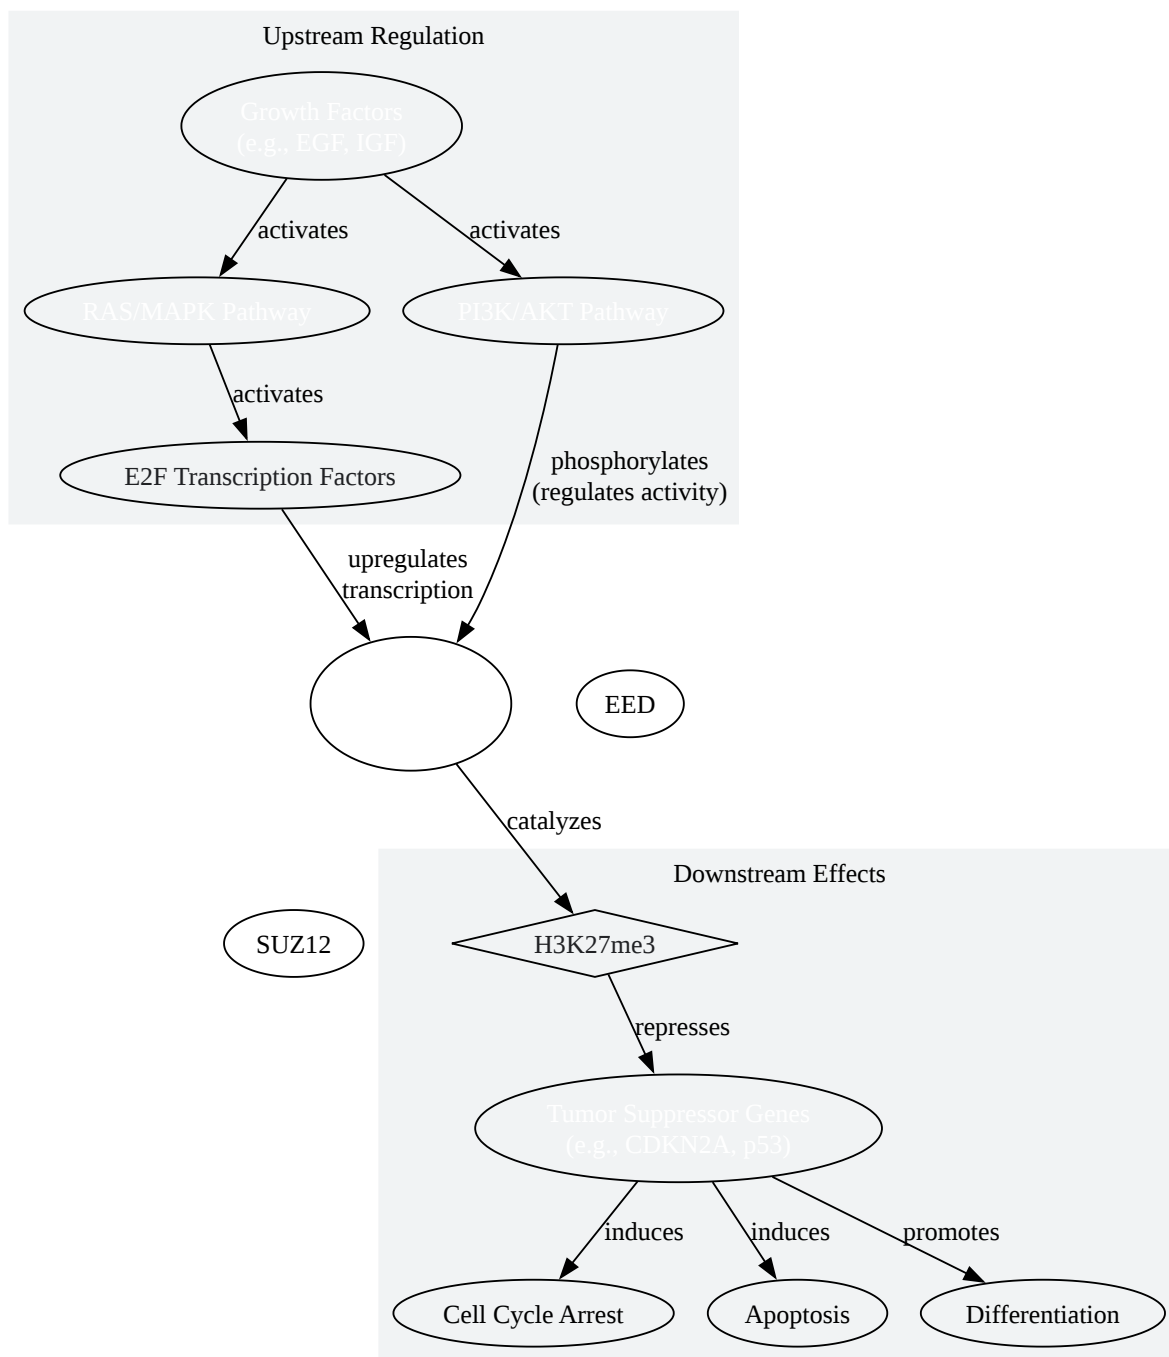 Upstream Regulation
Growth Factors
(e.g., EGF, IGF)
activates
activates
RAS/MAPK Pathway
PI3K/AKT Pathway
activates
E2F Transcription Factors
phosphorylates
(regulates activity)
upregulates
transcription
EED
catalyzes
Downstream Effects
SUZ12
H3K27me3
represses
Tumor Suppressor Genes
(e.g., CDKN2A, p53)
induces
induces
promotes
Cell Cycle Arrest
Apoptosis
Differentiation